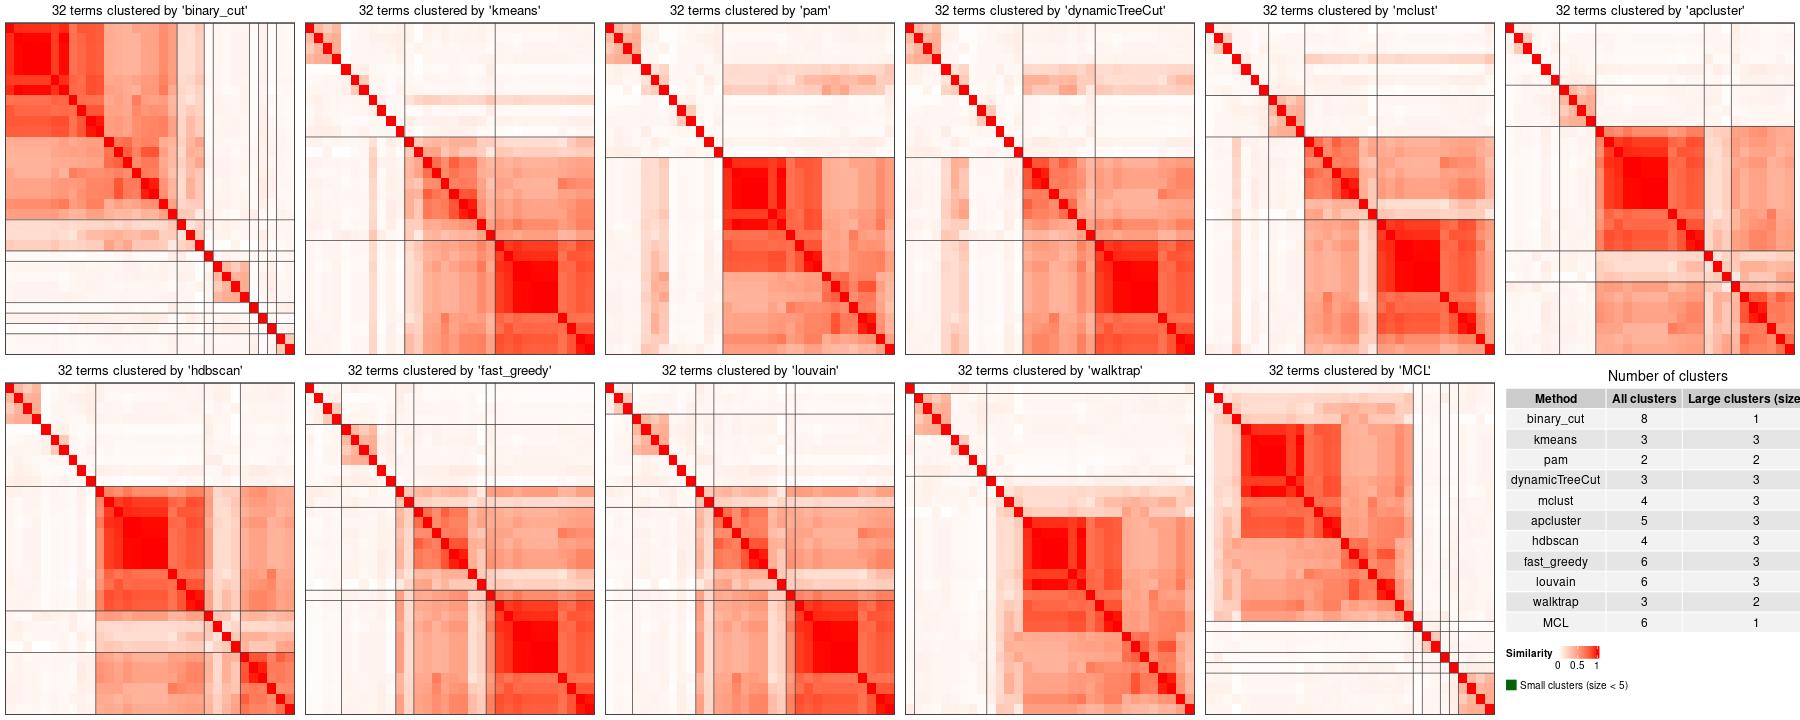 32 terms clustered by 'binary_cut'
32 terms clustered by 'kmeans'
32 terms clustered by 'pam'
32 terms clustered by 'dynamicTreeCut'
32 terms clustered by 'mclust'
32 terms clustered by 'apcluster'
32 terms clustered by 'hdbscan'
32 terms clustered by 'fast_greedy'
32 terms clustered by 'louvain'
32 terms clustered by 'walktrap'
32 terms clustered by 'MCL'
Number of clusters
Method All clusters Large clusters (size
binary_cut 8 1
kmeans 3 3
pam 2 2
dynamicTreeCut 3 3
mclust 4 3
apcluster 5 3
hdbscan 4 3
fast_greedy 6 3
louvain 6 3
walktrap 3 2
MCL 6 1
Similarity
0 0.5 1
Small clusters (size < 5)